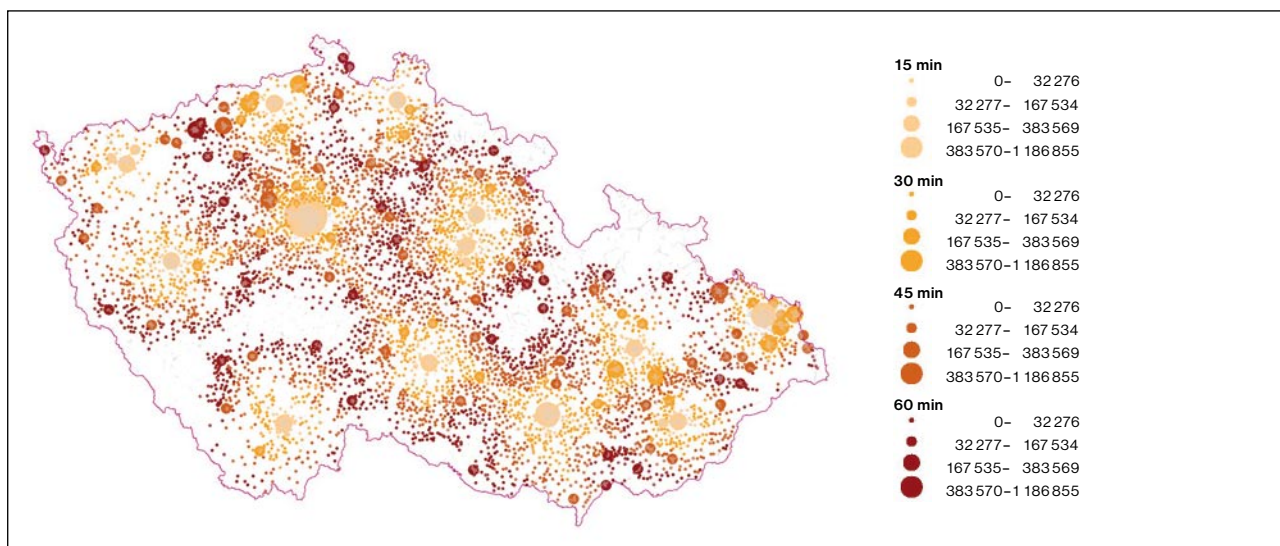 15 min
0– 32 276
32 277– 167 534
167 535– 383 569
383 570–1 186 855
30 min
0– 32 276
32 277– 167 534
167 535– 383 569
383 570–1 186 855
45 min
0– 32 276
32 277– 167 534
167 535– 383 569
383 570–1 186 855
60 min
0– 32 276
32 277– 167 534
167 535– 383 569
383 570–1 186 855